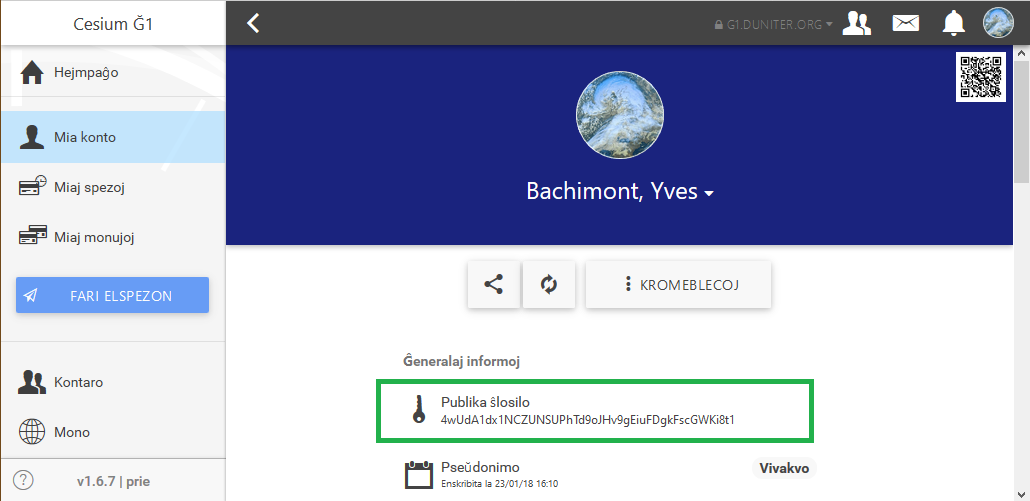 Cesium Ğ1
G1.DUNITER.ORG
Hejmpaĝo
Mia konto
Miaj spezoj
Miaj monujoj
FARI ELSPEZON
Kontaro
Mono
v1.6.7 | prie
Bachimont, Yves
KROMEBLECOJ
Ĝeneralaj informoj
Publika ŝlosilo
4wUdA1dx1NCZUNSUPhTd9oJHv9gEiuFDgkFscGWKi8t1
Pseŭdonimo
Vivakvo
Enskribita la 23/01/18 16:10